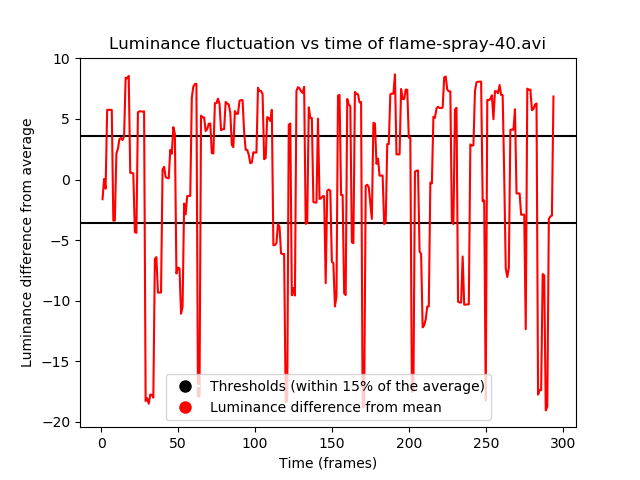 Luminance fluctuation vs time of flame-spray-40.avi
Luminance difference from average
10
5
0
−5
−10
−15
−20
Thresholds (within 15% of the average)
Luminance difference from mean
0 50 100 150 200 250 300
Time (frames)